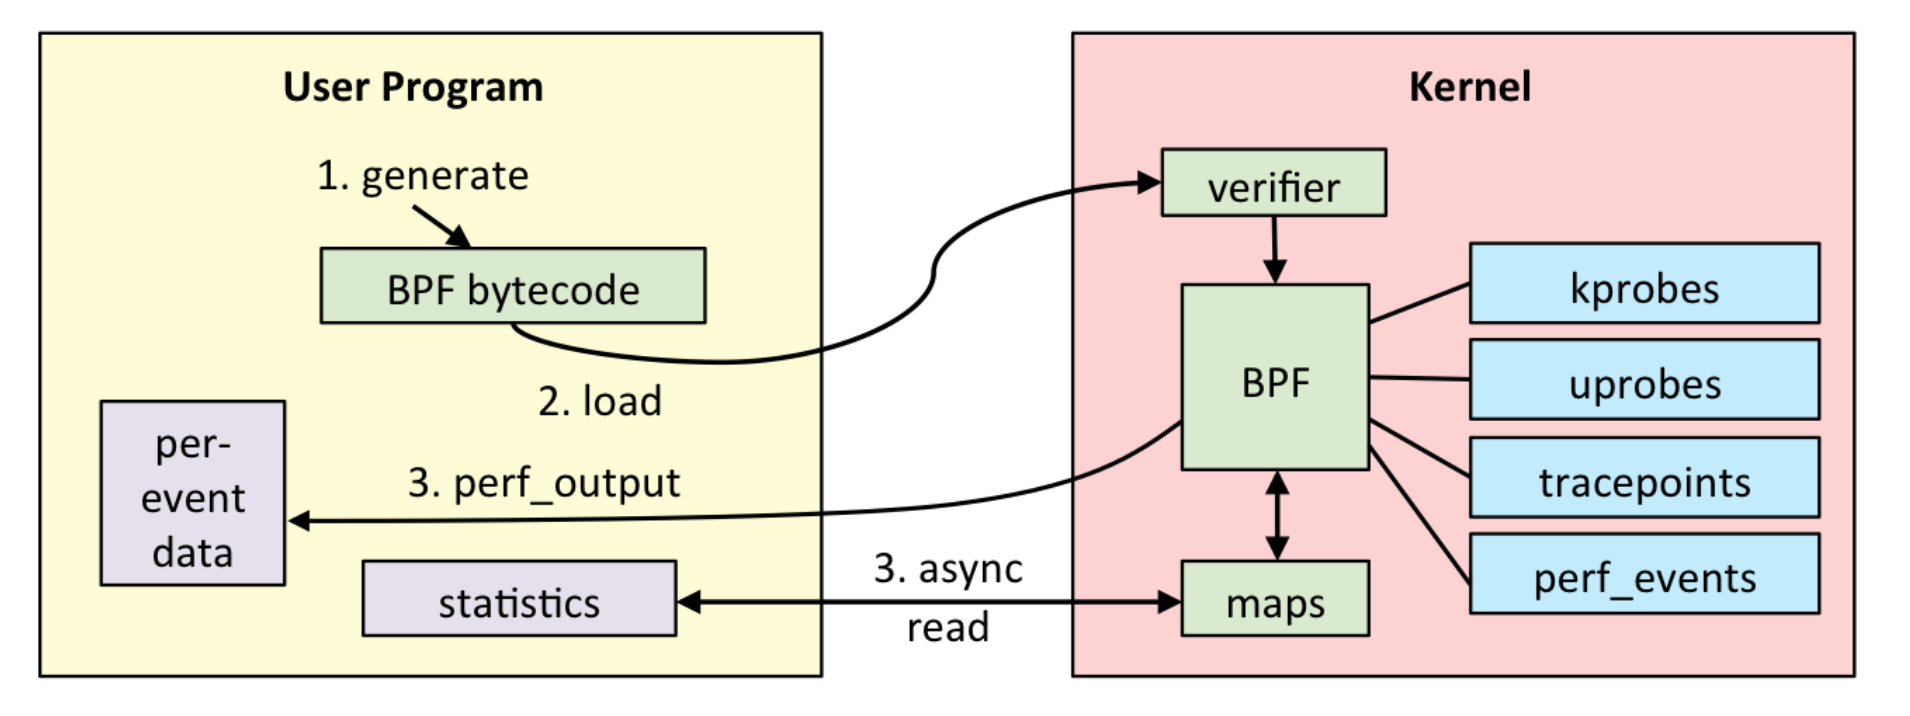 User Program
1. generate
BPF bytecode
2. load
per-
event
data
3. perf_output
statistics
3. async
read
Kernel
verifier
BPF
maps
kprobes
uprobes
tracepoints
perf_events